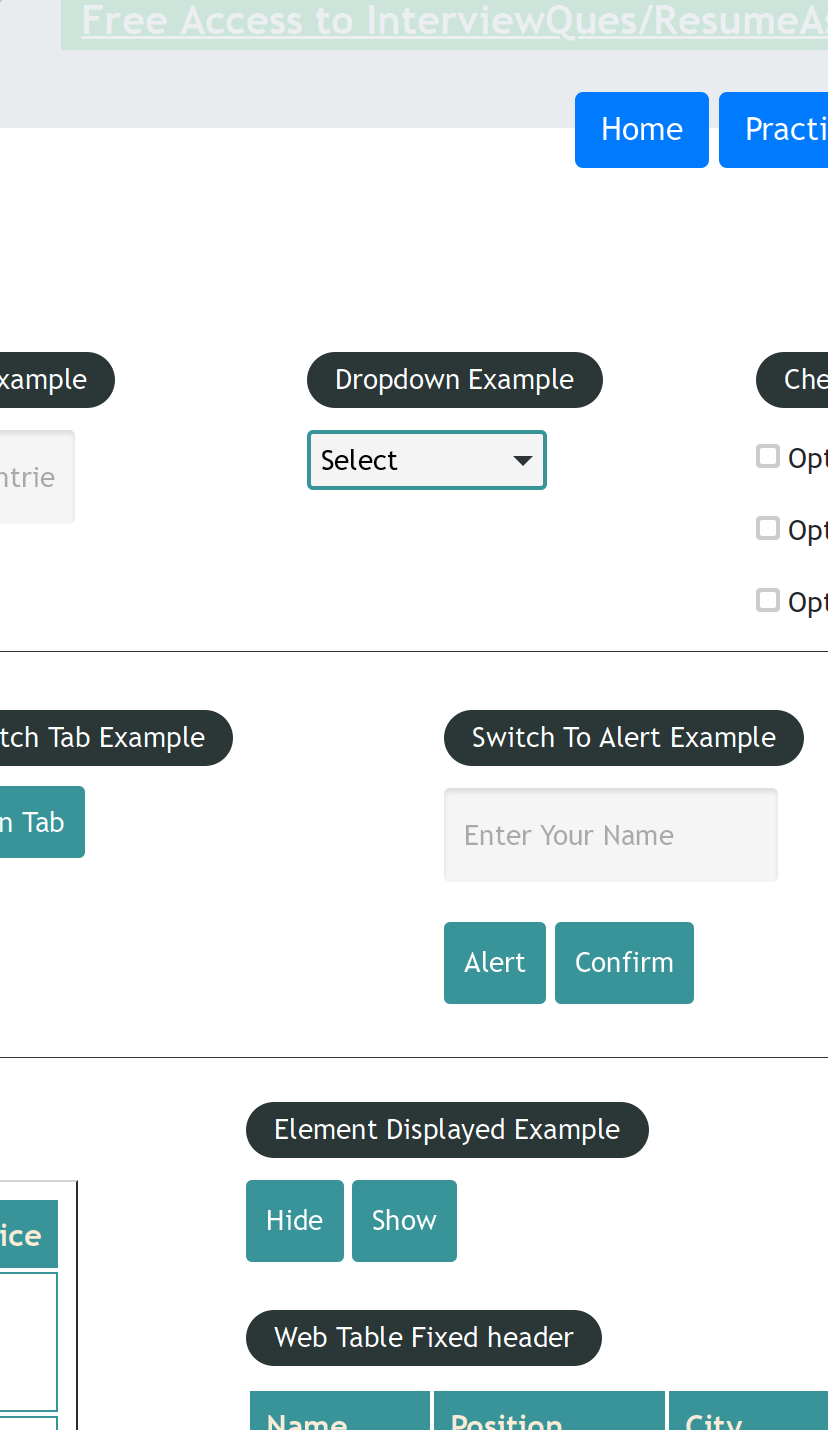 Free Access to InterviewQues/ResumeAs
Home
Practi
xample
Dropdown Example
Che
ntrie
Select
Opt
Opt
Opt
tch Tab Example
Switch To Alert Example
n Tab
Enter Your Name
Alert
Confirm
Element Displayed Example
Hide
Show
ice
Web Table Fixed header
Name
Position
City